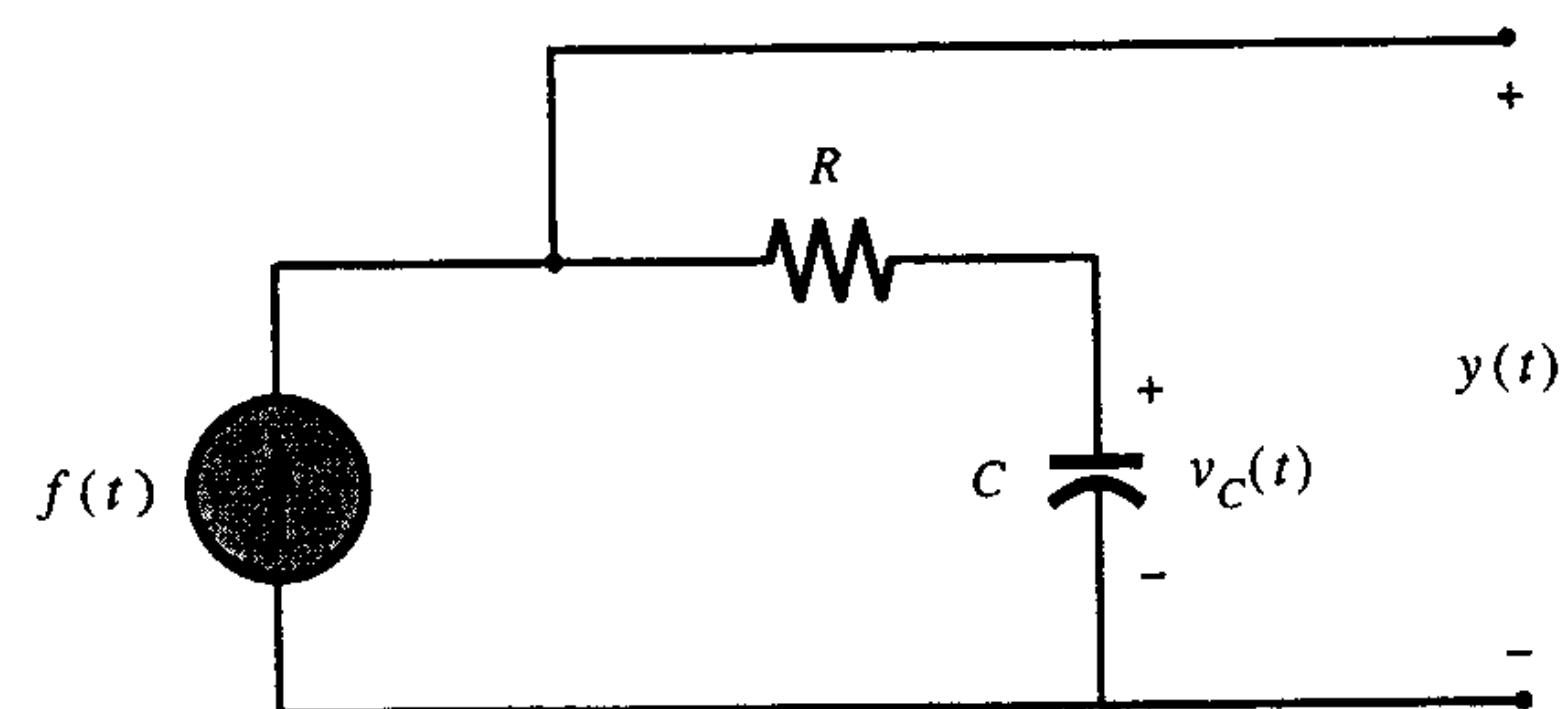 +
R
y(t)
+
f(t)
C
v_C(t)
−
−